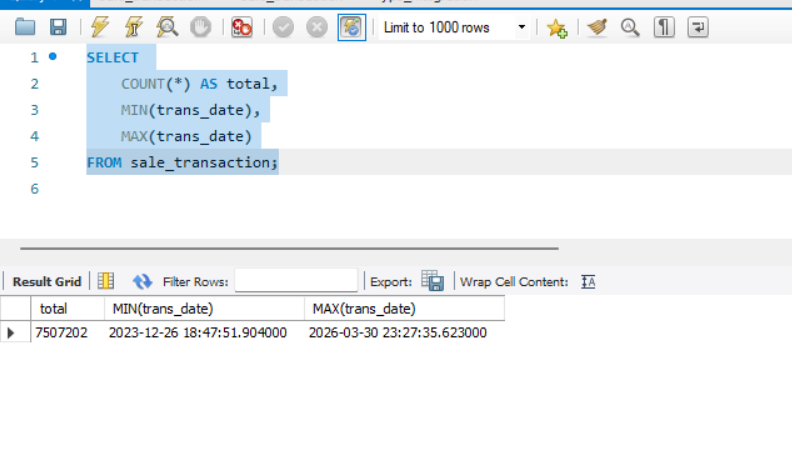 Limit to 1000 rows
1 SELECT
2 COUNT(*) AS total,
3 MIN(trans_date),
4 MAX(trans_date)
5 FROM sale_transaction;
6
Result Grid Filter Rows: Export: Wrap Cell Content:
total MIN(trans_date) MAX(trans_date)
7507202 2023-12-26 18:47:51.904000 2026-03-30 23:27:35.623000